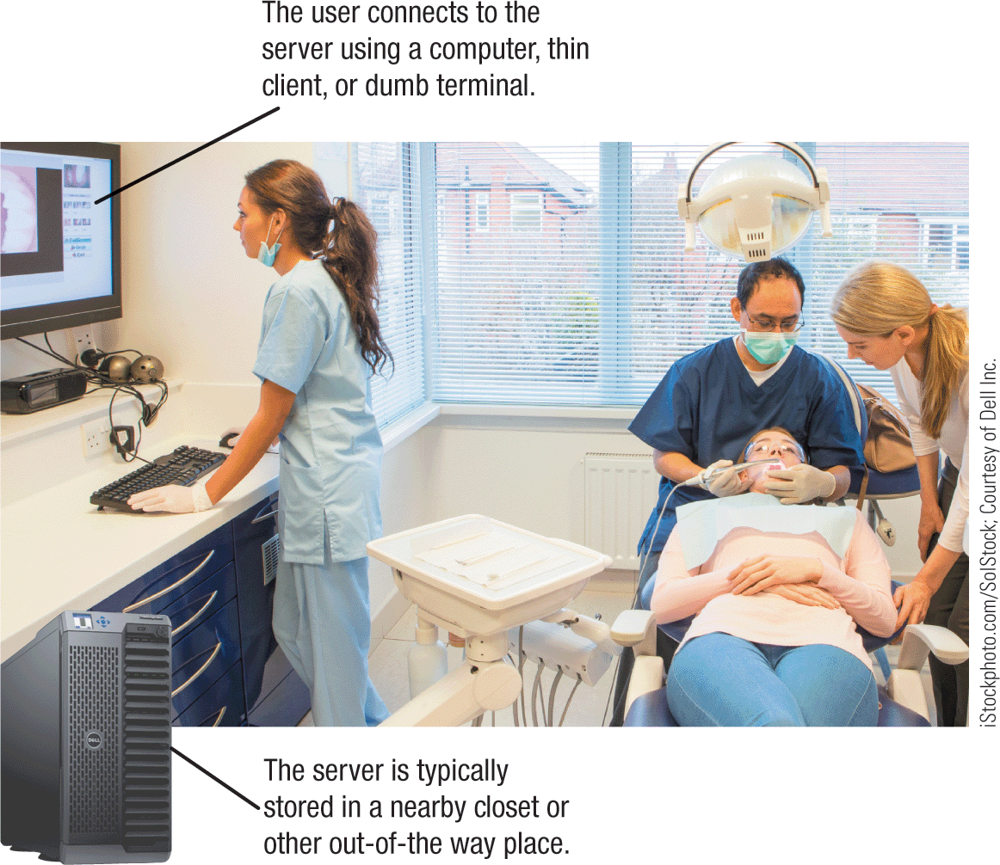 The user connects to the
server using a computer, thin
client, or dumb terminal.
DELL
The server is typically
stored in a nearby closet or
other out-of-the way place.
iStockphoto.com/SolStock; Courtesy of Dell Inc.